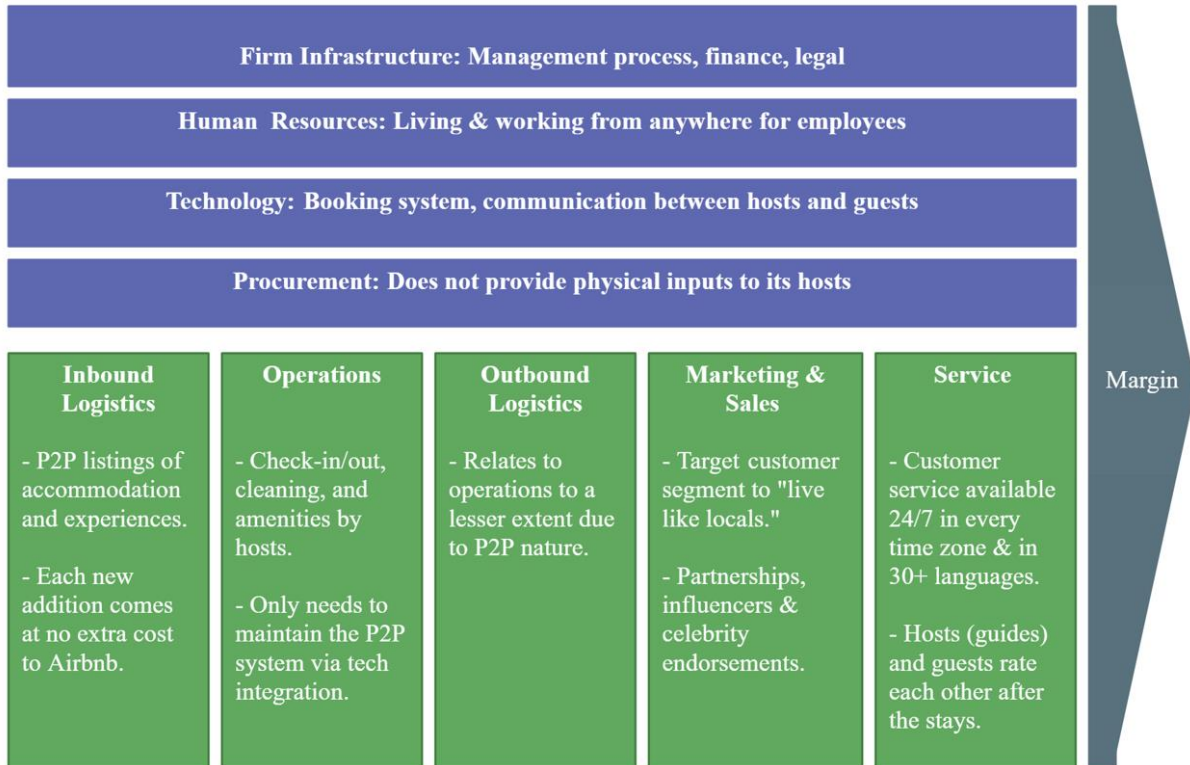 Firm Infrastructure: Management process, finance, legal
Human Resources: Living & working from anywhere for employees
Technology: Booking system, communication between hosts and guests
Procurement: Does not provide physical inputs to its hosts
Inbound
Logistics
- P2P listings of
accommodation
and experiences.
- Each new
addition comes
at no extra cost
to Airbnb.
Operations
- Check-in/out,
cleaning, and
amenities by
hosts.
- Only needs to
maintain the P2P
system via tech
integration.
Outbound
Logistics
- Relates to
operations to a
lesser extent due
to P2P nature.
Marketing &
Sales
- Target customer
segment to "live
like locals."
- Partnerships,
influencers &
celebrity
endorsements.
Service
- Customer
service available
24/7 in every
time zone & in
30+ languages.
- Hosts (guides)
and guests rate
each other after
the stays.
Margin